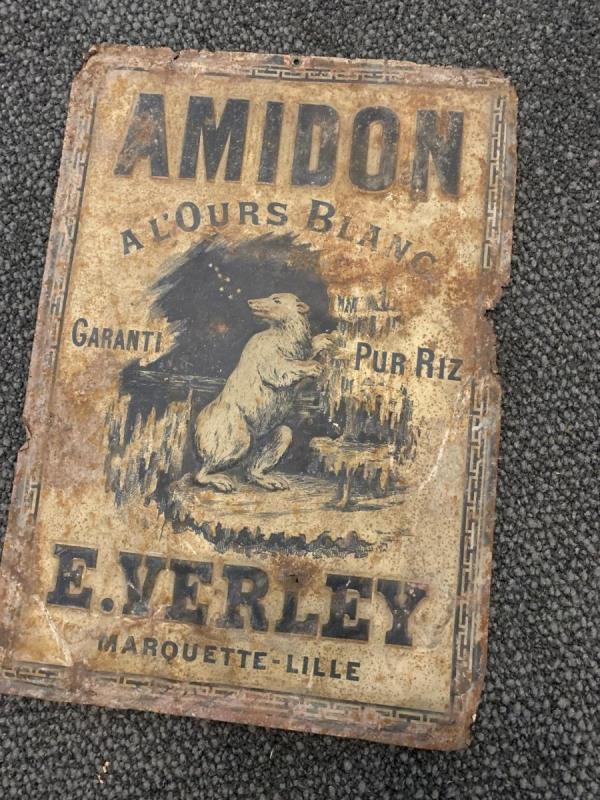 AMIDON
A L'OURS BLANC
GARANTI PUR RIZ
E. VERLEY
MARQUETTE-LILLE